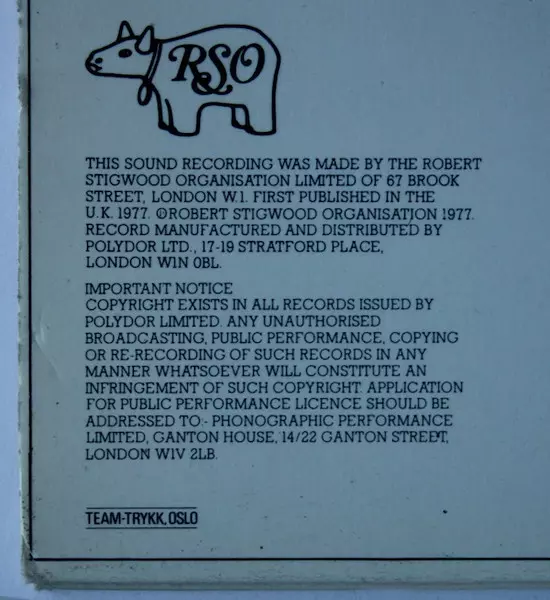 RSO
THIS SOUND RECORDING WAS MADE BY THE ROBERT
STIGWOOD ORGANISATION LIMITED OF 67 BROOK
STREET, LONDON W.1. FIRST PUBLISHED IN THE
U.K. 1977. ℗ROBERT STIGWOOD ORGANISATION 1977.
RECORD MANUFACTURED AND DISTRIBUTED BY
POLYDOR LTD., 17-19 STRATFORD PLACE,
LONDON W1N 0BL.
IMPORTANT NOTICE
COPYRIGHT EXISTS IN ALL RECORDS ISSUED BY
POLYDOR LIMITED. ANY UNAUTHORISED
BROADCASTING, PUBLIC PERFORMANCE, COPYING
OR RE-RECORDING OF SUCH RECORDS IN ANY
MANNER WHATSOEVER WILL CONSTITUTE AN
INFRINGEMENT OF SUCH COPYRIGHT. APPLICATION
FOR PUBLIC PERFORMANCE LICENCE SHOULD BE
ADDRESSED TO:- PHONOGRAPHIC PERFORMANCE
LIMITED, GANTON HOUSE, 14/22 GANTON STREET,
LONDON W1V 2LB.
TEAM-TRYKK, OSLO